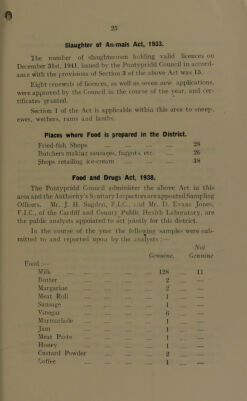 25
Slaughter of Animals Act, 1933.
The number of slaughtermen holding valid licences on
December 31st, 1941, issued by the Pontypridd Council in accord-
ance with the provisions of Section 3 of the above Act was 15.
Eight renewals of licences, as well as seven new applications,
were approved by the Council in the course of the year, and cer-
tificates granted.
Section 1 of the Act is applicable within this area to sheep,
ewes, wethers, rams and lambs.
Places where Food is prepared in the District.
Fried-fish Shops ... ... ... 28
Butchers making sausages, faggots, etc. ... 26
Shops retailing ice-cream ... ... 48
Food and Drugs Act, 1938.
The Pontypridd Council administer the above Act in this
area and the Authority's Sanitary Inspectors are appointed Sampling
Officers. Mr. J. H. Sugden, F.I.C., and Mr. D. Evans Jones,
F.I.C., of the Cardiff and County Public Health Laboratory, are
the public analysts appointed to act jointly for this district.
In the course of the year the following samples were sub-
mitted to and reported upon by the analysts :—
Not
Genuine. Genuine
Food :—
Milk ... 128 11
Butter ... 2 —
Margarine ... 2 —
Meat Roll ... 1 —
Sausage ... 1 —
Vinegar ... 6 —
Marmarlade ... 1 —
Jam ... 1 —
Meat Paste ... 1 —
Honey ... 1 —
Custard Powder ... 2 —
Coffee ... 1 —